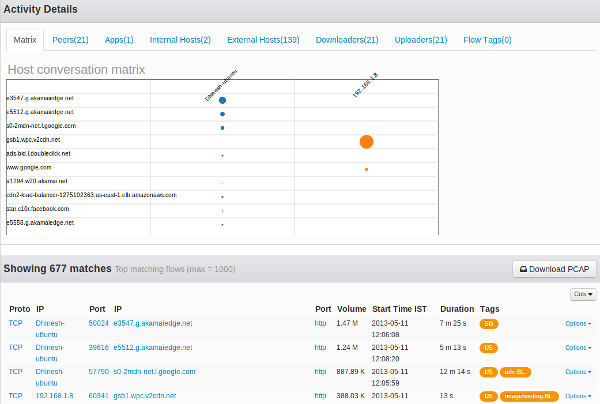 Activity Details
Matrix Peers(21) Apps(1) Internal Hosts(2) External Hosts(139) Downloaders(21) Uploaders(21) Flow Tags(0)
Host conversation matrix
Dhinesh-ubuntu 192.168.1.8
e3547.g.akamaiedge.net
e5512.g.akamaiedge.net
s0-2mdn-net.l.google.com
gsb1.wpc.v2cdn.net
ads-bid.l.doubleclick.net
www.google.com
a1294.w20.akamai.net
cdn2-load-balancer-1275102363.us-east-1.elb.amazonaws.com
star.c10r.facebook.com
e5558.g.akamaiedge.net
Showing 677 matches Top matching flows (max = 1000) Download PCAP
Cols
Proto IP Port IP Port Volume Start Time IST Duration Tags
TCP Dhinesh-ubuntu 50024 e3547.g.akamaiedge.net http 1.47 M 2013-05-11 12:06:08 7 m 25 s SG Options
TCP Dhinesh-ubuntu 39616 e5512.g.akamaiedge.net http 1.24 M 2013-05-11 12:08:20 5 m 13 s US Options
TCP Dhinesh-ubuntu 57790 s0-2mdn-net.l.google.com http 887.89 K 2013-05-11 12:05:59 12 m 14 s US adv.BL. Options
TCP 192.168.1.8 60341 gsb1.wpc.v2cdn.net http 388.03 K 2013-05-11 13 s US imagehosting.BL. Options